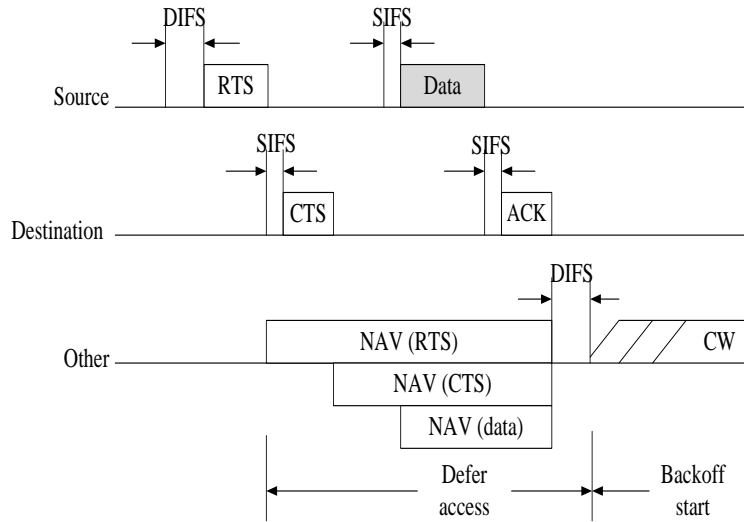 DIFS
SIFS
RTS
Data
Source
SIFS
SIFS
CTS
ACK
Destination
DIFS
NAV (RTS)
CW
Other
NAV (CTS)
NAV (data)
Defer
access
Backoff
start